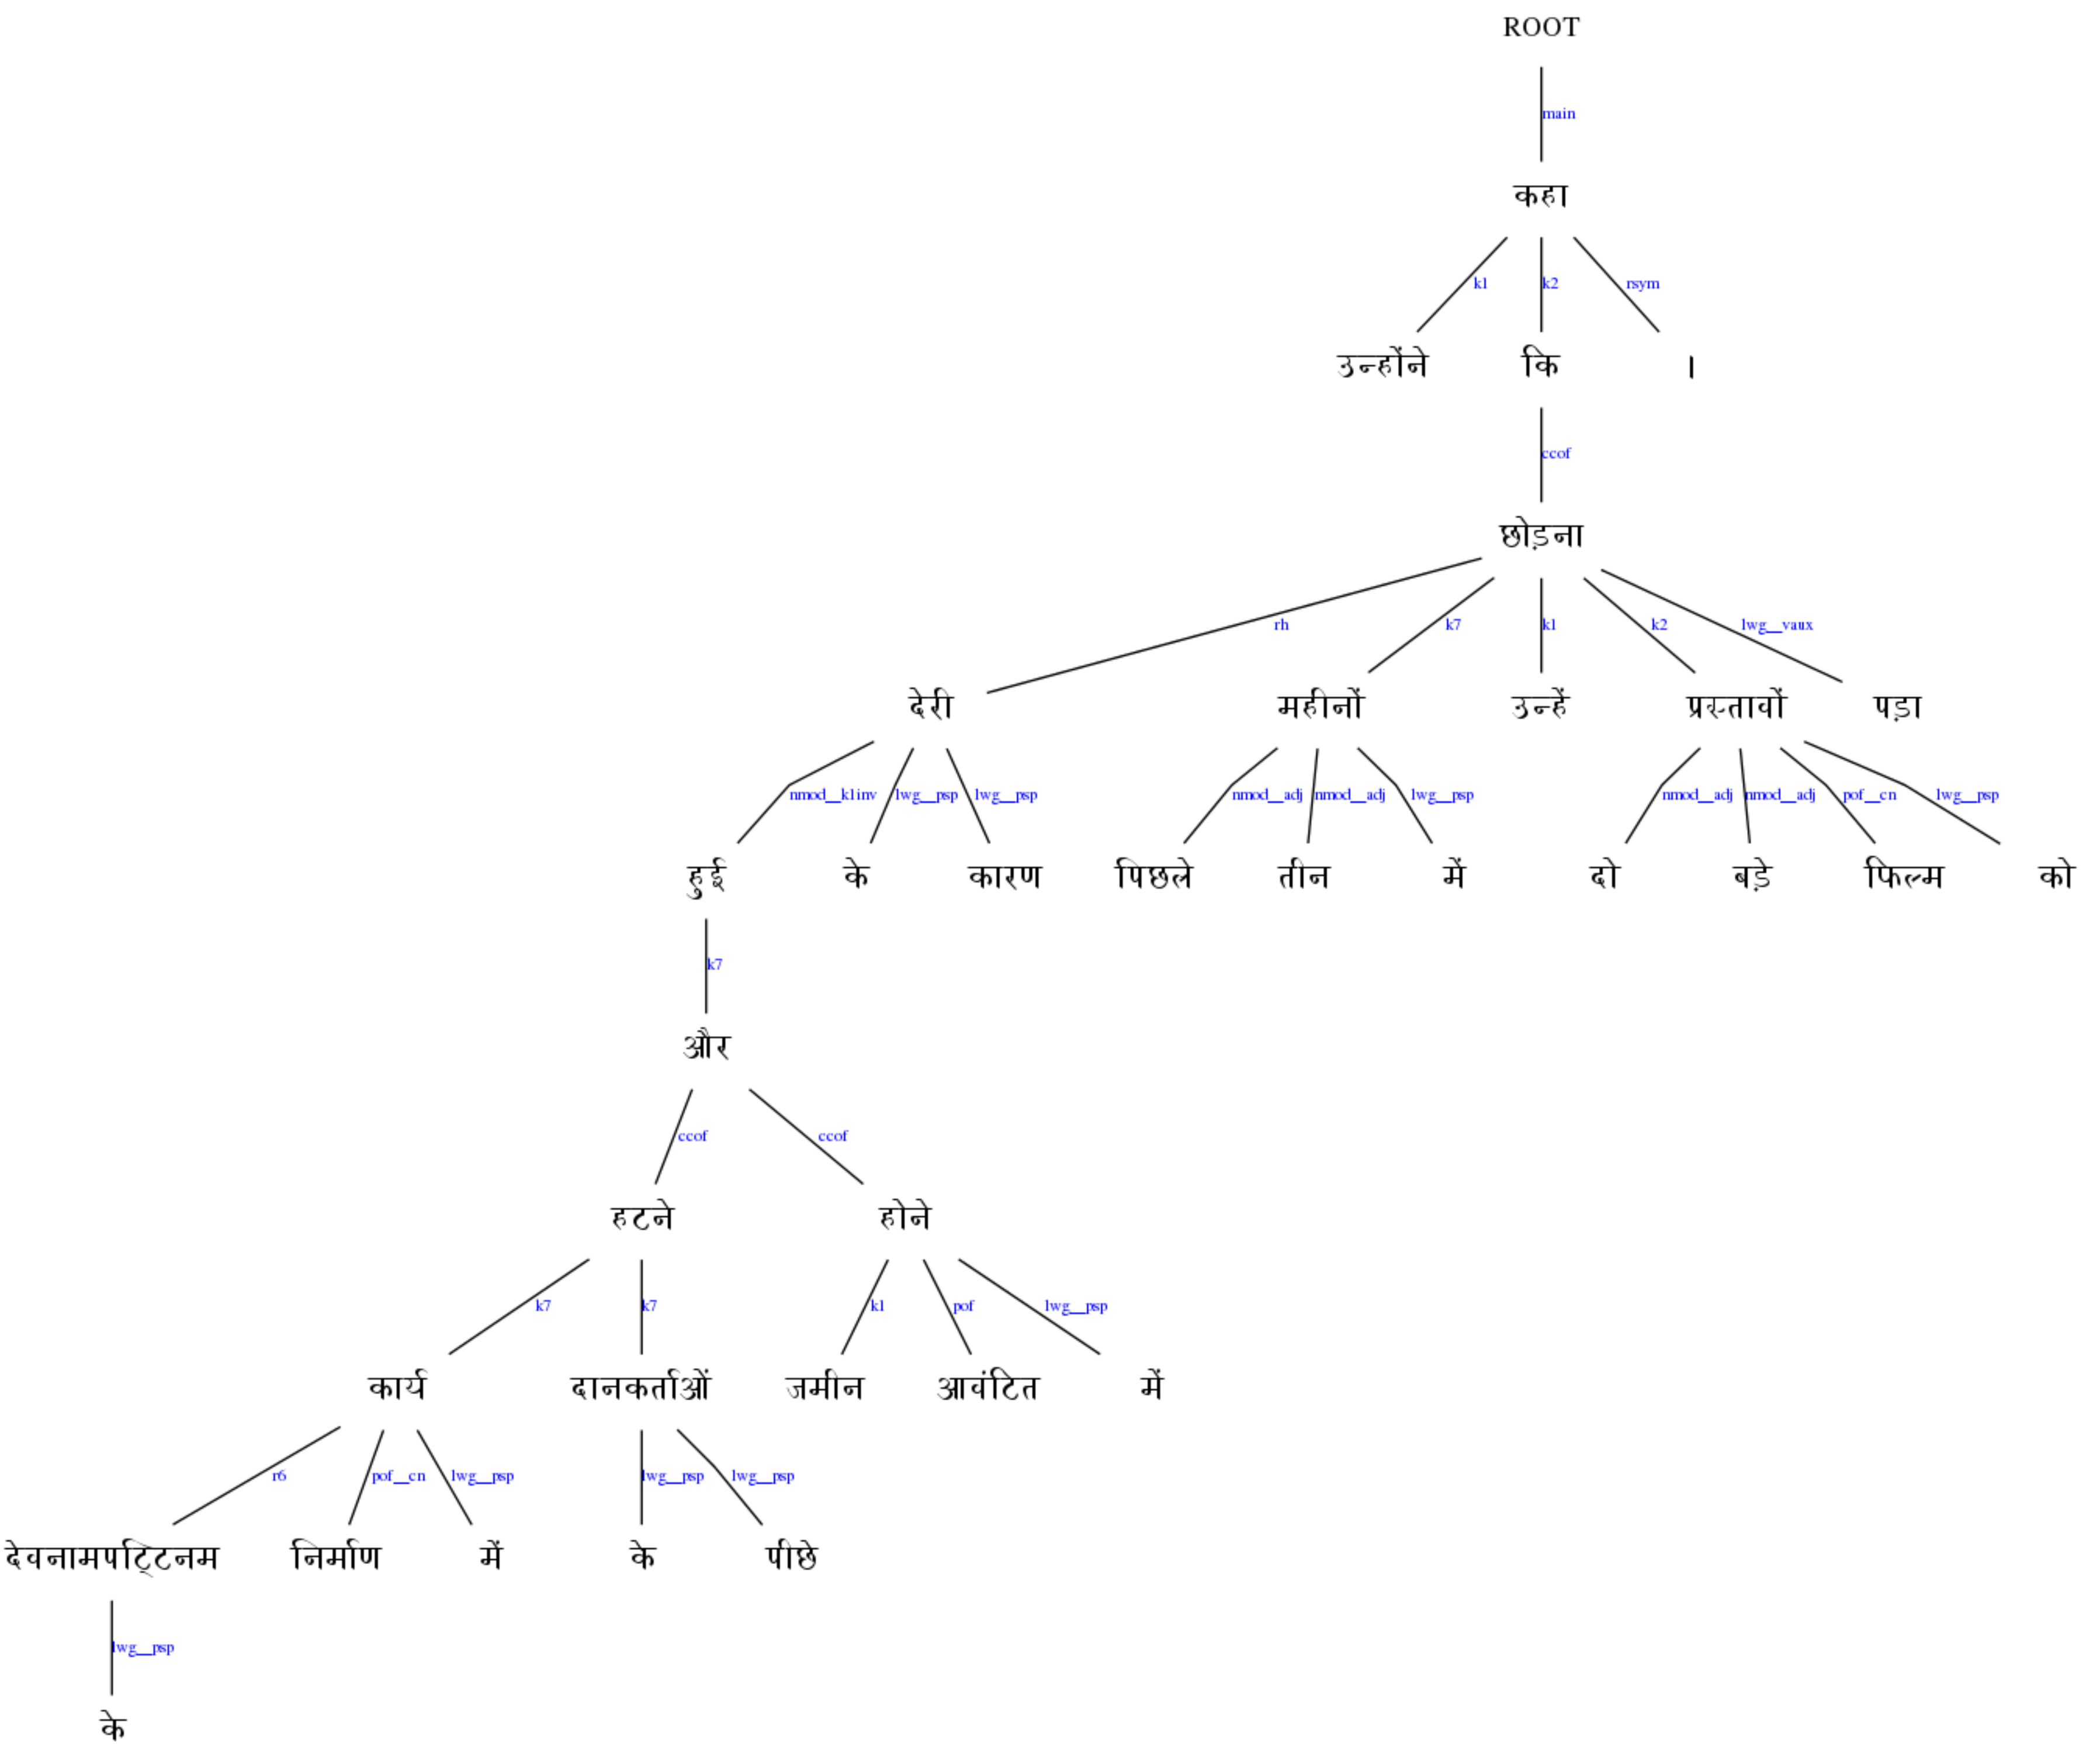 ROOT
main
कहा
k1 k2 rsym
उन्होंने कि ।
ccof
छोड़ना
rh k7 k1 k2 lwg__vaux
देरी महीनों उन्हें प्रस्तावों पड़ा
nmod__k1inv lwg__psp lwg__psp nmod__adj nmod__adj lwg__psp nmod__adj nmod__adj pof__cn lwg__psp
हुई के कारण पिछले तीन में दो बड़े फिल्म को
k7
और
ccof ccof
हटने होने
k7 k7 k1 pof lwg__psp
कार्य दानकर्ताओं जमीन आवंटित में
r6 pof__cn lwg__psp lwg__psp lwg__psp
देवनामपट्टिनम निर्माण में के पीछे
lwg__psp
के